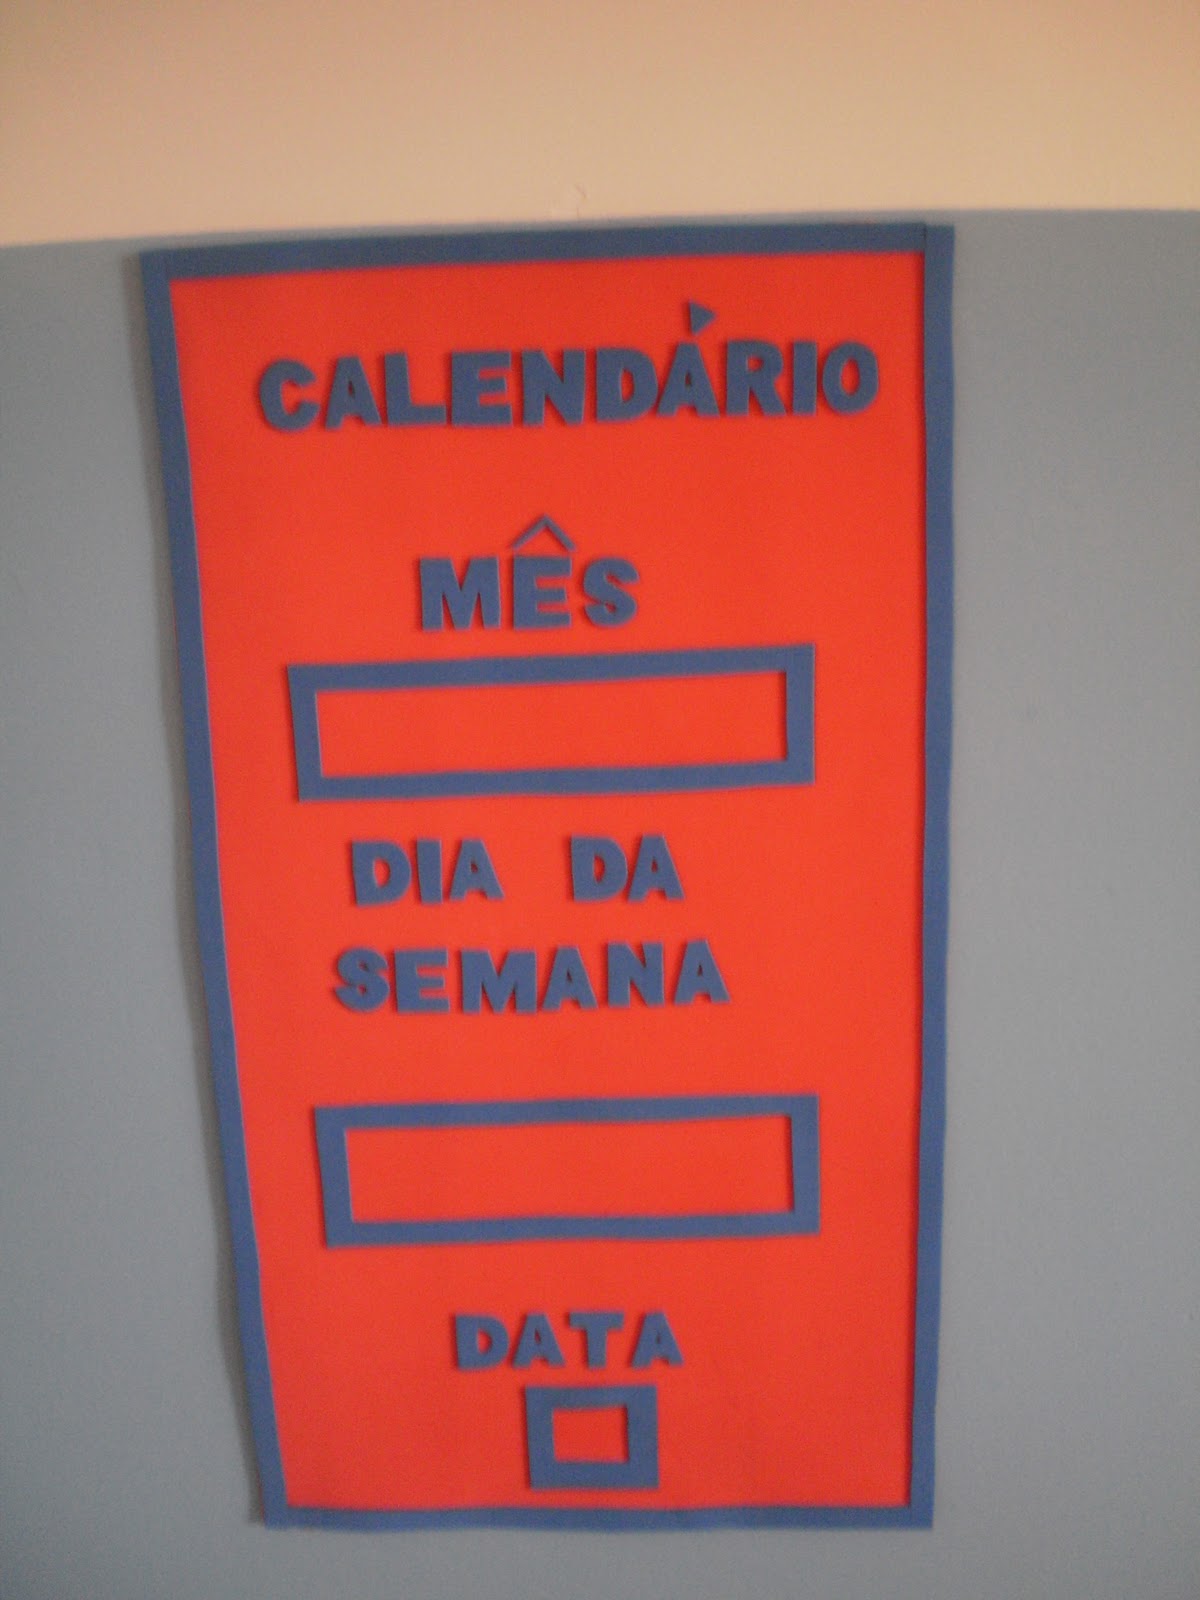 CALENDÁRIO
MÊS
DIA DA
SEMANA
DATA